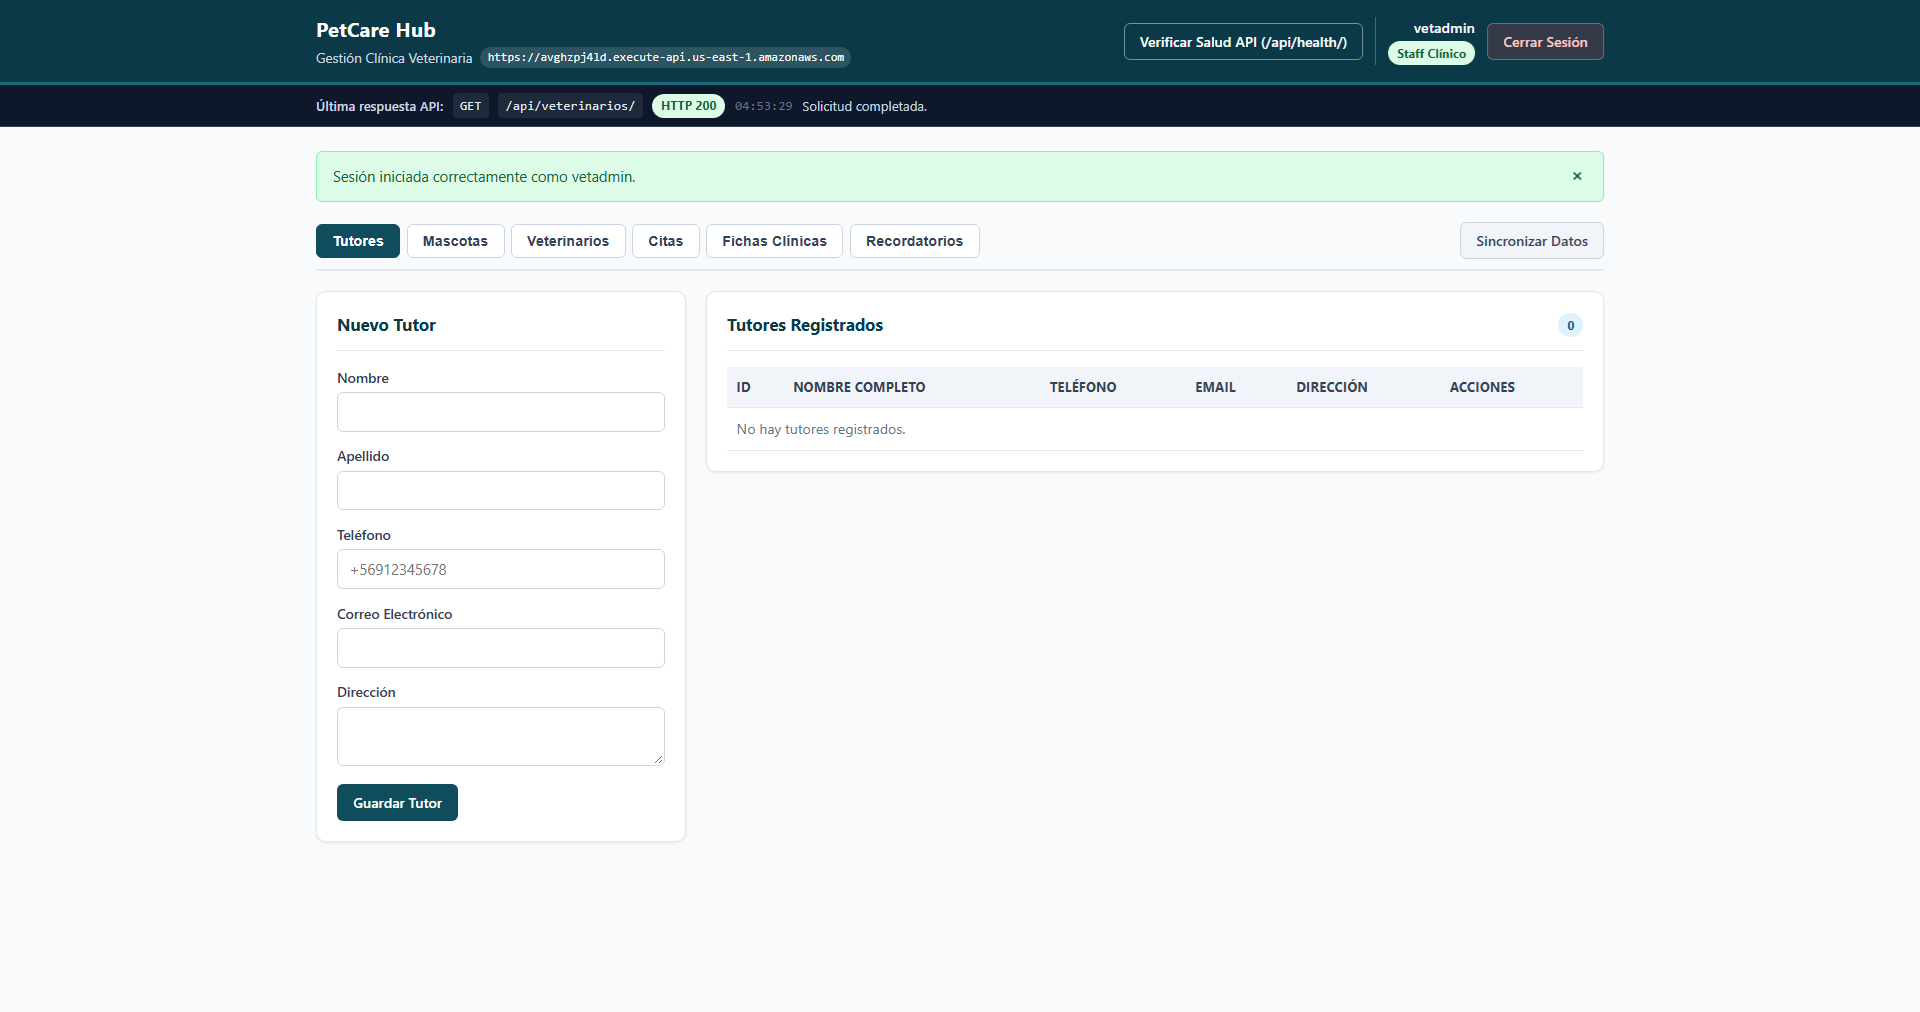 PetCare Hub
Gestión Clínica Veterinaria https://avghzpj4ld.execute-api.us-east-1.amazonaws.com
Verificar Salud API (/api/health/)
vetadmin
Staff Clínico
Cerrar Sesión
Última respuesta API: GET /api/veterinarios/ HTTP 200 04:53:29 Solicitud completada.
Sesión iniciada correctamente como vetadmin. ×
Tutores Mascotas Veterinarios Citas Fichas Clínicas Recordatorios Sincronizar Datos
Nuevo Tutor
Nombre
Apellido
Teléfono
+56912345678
Correo Electrónico
Dirección
Guardar Tutor
Tutores Registrados 0
ID NOMBRE COMPLETO TELÉFONO EMAIL DIRECCIÓN ACCIONES
No hay tutores registrados.